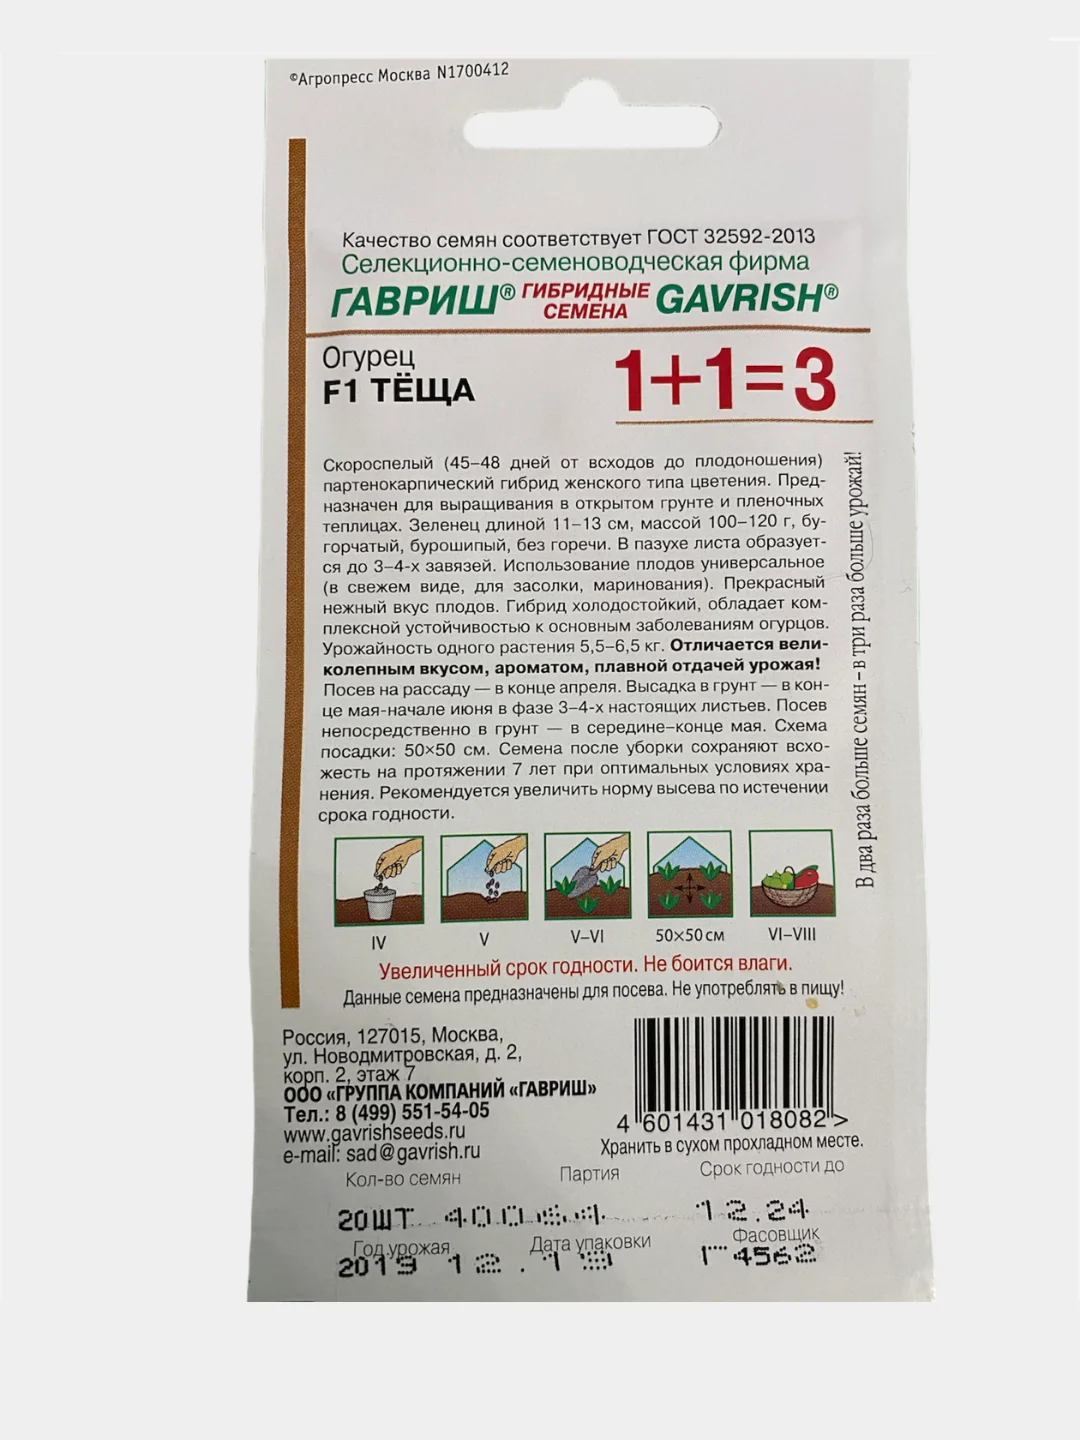 ©Агропресс Москва N1700412
Качество семян соответствует ГОСТ 32592-2013
Селекционно-семеноводческая фирма
ГАВРИШ® ГИБРИДНЫЕ СЕМЕНА GAVRISH®
Огурец
F1 ТЁЩА
1+1=3
Скороспелый (45–48 дней от всходов до плодоношения)
партенокарпический гибрид женского типа цветения. Пред-
назначен для выращивания в открытом грунте и пленочных
теплицах. Зеленец длиной 11–13 см, массой 100–120 г, бу-
горчатый, бурошипый, без горечи. В пазухе листа образует-
ся до 3–4-х завязей. Использование плодов универсальное
(в свежем виде, для засолки, маринования). Прекрасный
нежный вкус плодов. Гибрид холодостойкий, обладает ком-
плексной устойчивостью к основным заболеваниям огурцов.
Урожайность одного растения 5,5–6,5 кг. Отличается вели-
колепным вкусом, ароматом, плавной отдачей урожая!
Посев на рассаду — в конце апреля. Высадка в грунт — в кон-
це мая-начале июня в фазе 3–4-х настоящих листьев. Посев
непосредственно в грунт — в середине–конце мая. Схема
посадки: 50×50 см. Семена после уборки сохраняют всхо-
жесть на протяжении 7 лет при оптимальных условиях хра-
нения. Рекомендуется увеличить норму высева по истечении
срока годности.
В два раза больше семян – в три раза больше урожай!
IV V V–VI 50×50 см VI–VIII
Увеличенный срок годности. Не боится влаги.
Данные семена предназначены для посева. Не употреблять в пищу!
Россия, 127015, Москва,
ул. Новодмитровская, д. 2,
корп. 2, этаж 7
ООО «ГРУППА КОМПАНИЙ «ГАВРИШ»
Тел.: 8 (499) 551-54-05
www.gavrishseeds.ru
e-mail: sad@gavrish.ru
4 601431 018082 >
Хранить в сухом прохладном месте.
Кол-во семян Партия Срок годности до
20ШТ 12.24
Год урожая Дата упаковки Фасовщик
2019 12.19 Г 4562